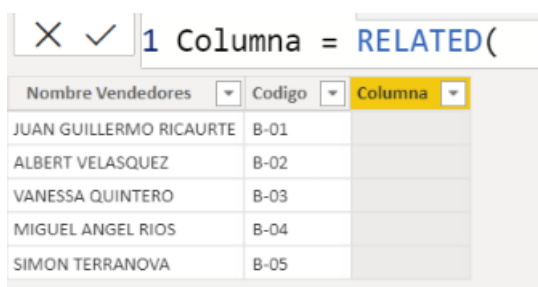 1 Columna = RELATED(
Nombre Vendedores Codigo Columna
JUAN GUILLERMO RICAURTE B-01
ALBERT VELASQUEZ B-02
VANESSA QUINTERO B-03
MIGUEL ANGEL RIOS B-04
SIMON TERRANOVA B-05